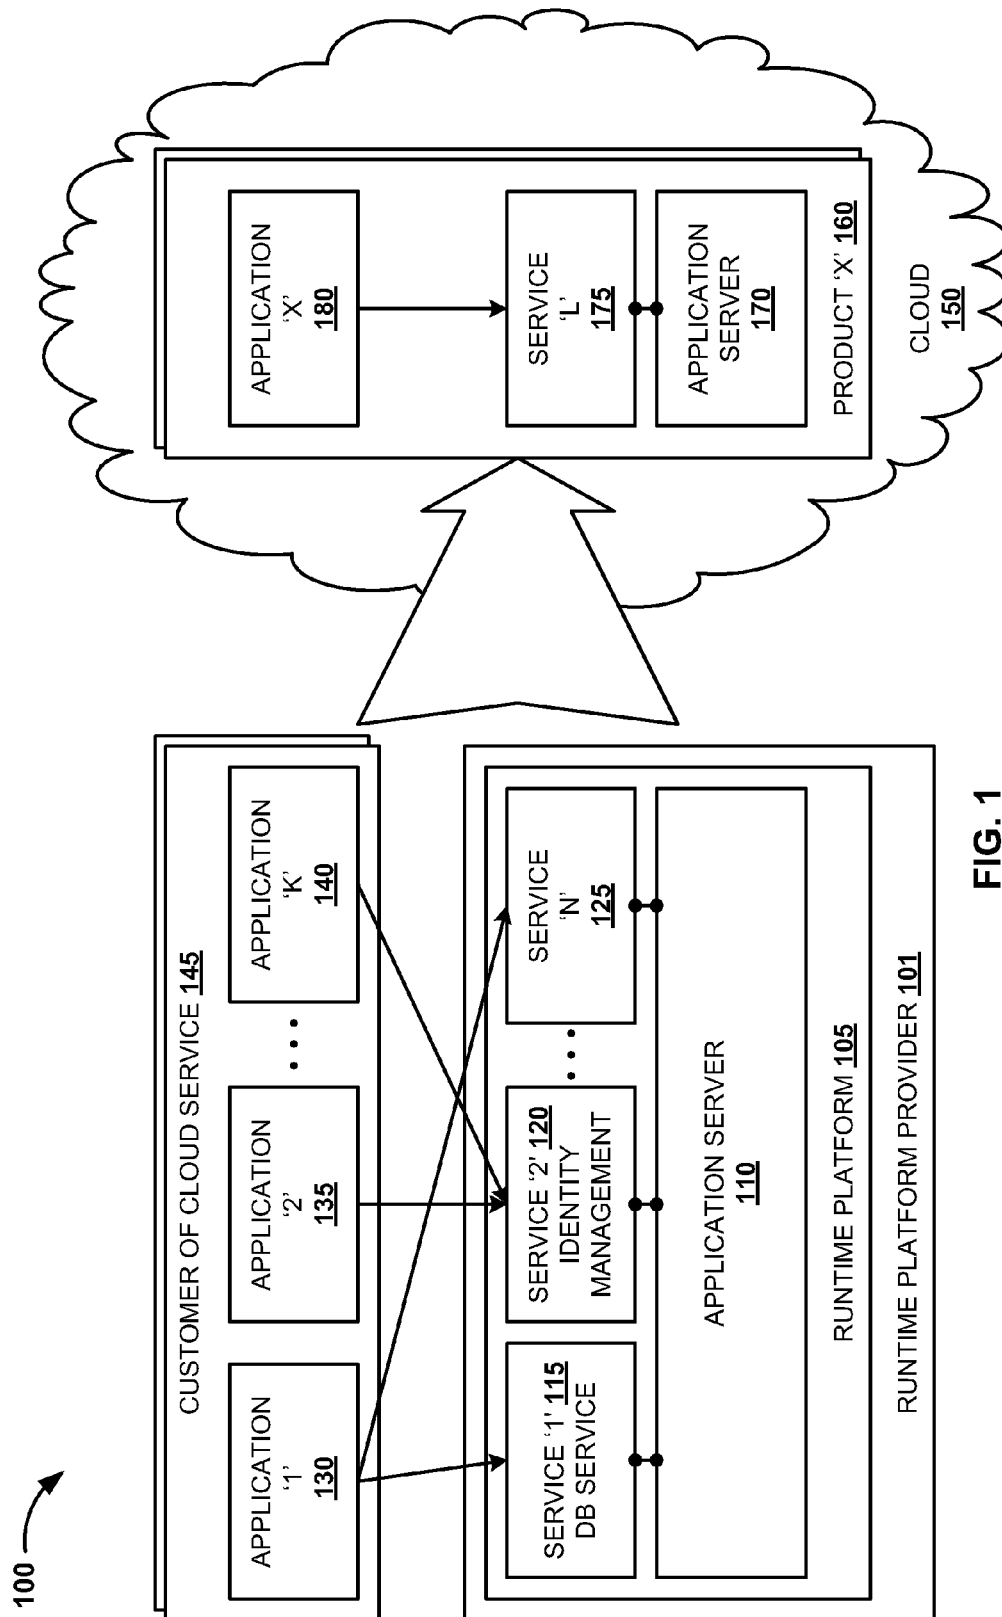 100
CUSTOMER OF CLOUD SERVICE 145
APPLICATION
‘1’
130
APPLICATION
‘2’
135
APPLICATION
‘K’
140
SERVICE ‘1’ 115
DB SERVICE
SERVICE ‘2’ 120
IDENTITY
MANAGEMENT
SERVICE
‘N’
125
APPLICATION SERVER
110
RUNTIME PLATFORM 105
RUNTIME PLATFORM PROVIDER 101
APPLICATION
‘X’
180
SERVICE
‘L’
175
APPLICATION
SERVER
170
PRODUCT ‘X’ 160
CLOUD
150
FIG. 1